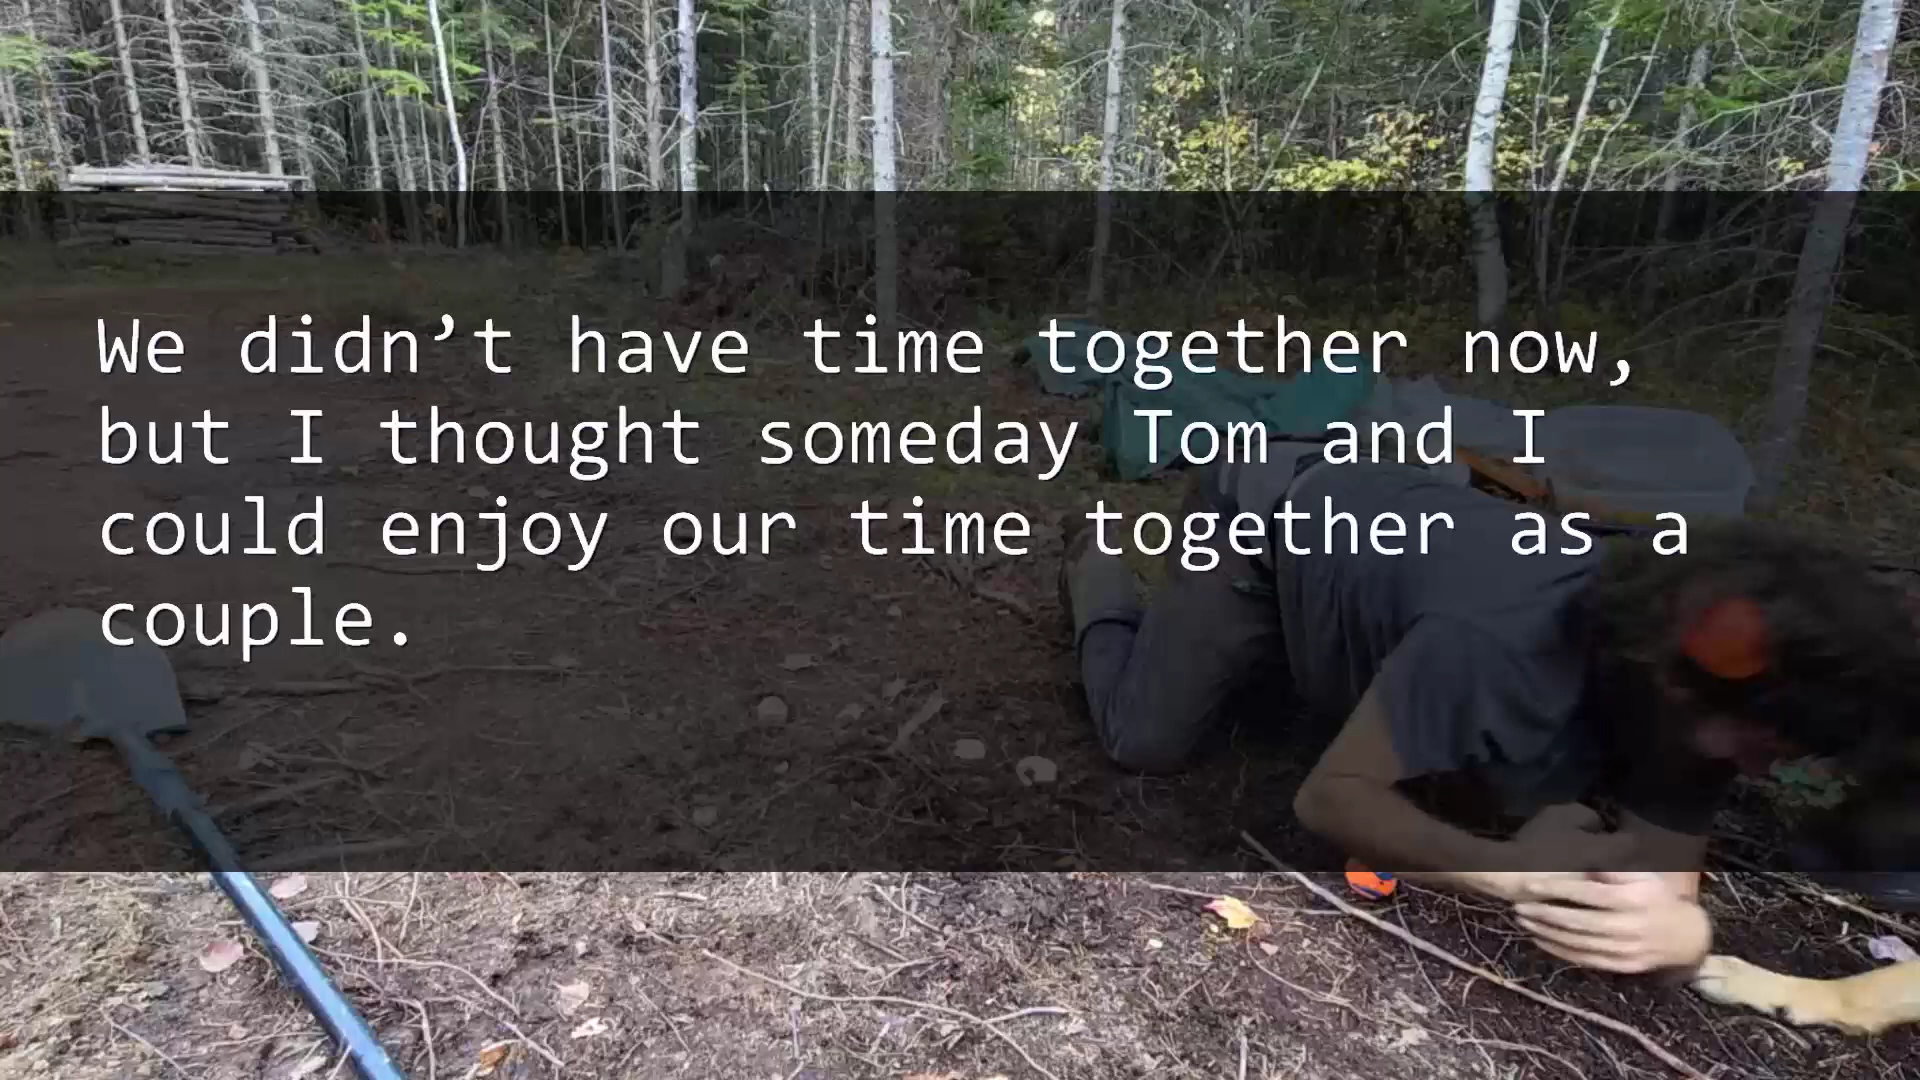 We didn’t have time together now,
but I thought someday Tom and I
could enjoy our time together as a
couple.